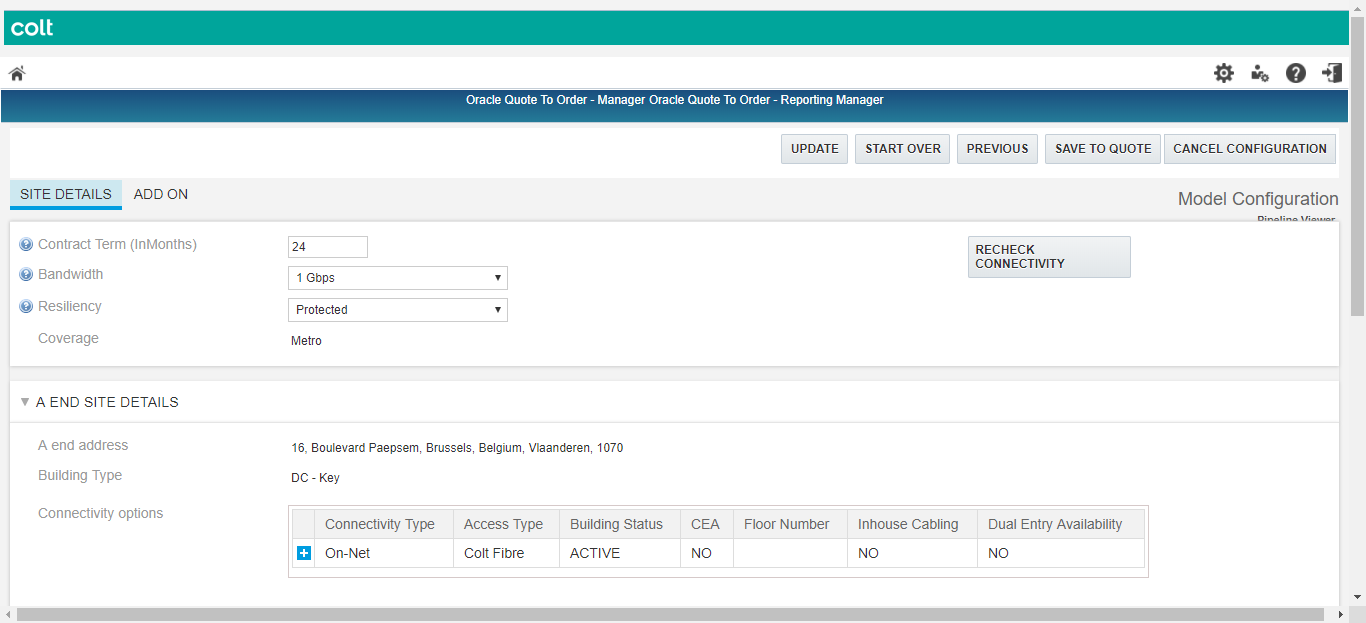 colt
Oracle Quote To Order - Manager Oracle Quote To Order - Reporting Manager
UPDATE START OVER PREVIOUS SAVE TO QUOTE CANCEL CONFIGURATION
SITE DETAILS ADD ON
Model Configuration
Pipeline Viewer
Contract Term (InMonths) 24
RECHECK
CONNECTIVITY
Bandwidth 1 Gbps
Resiliency Protected
Coverage Metro
A END SITE DETAILS
A end address 16, Boulevard Paepsem, Brussels, Belgium, Vlaanderen, 1070
Building Type DC - Key
Connectivity options
Connectivity Type Access Type Building Status CEA Floor Number Inhouse Cabling Dual Entry Availability
On-Net Colt Fibre ACTIVE NO NO NO